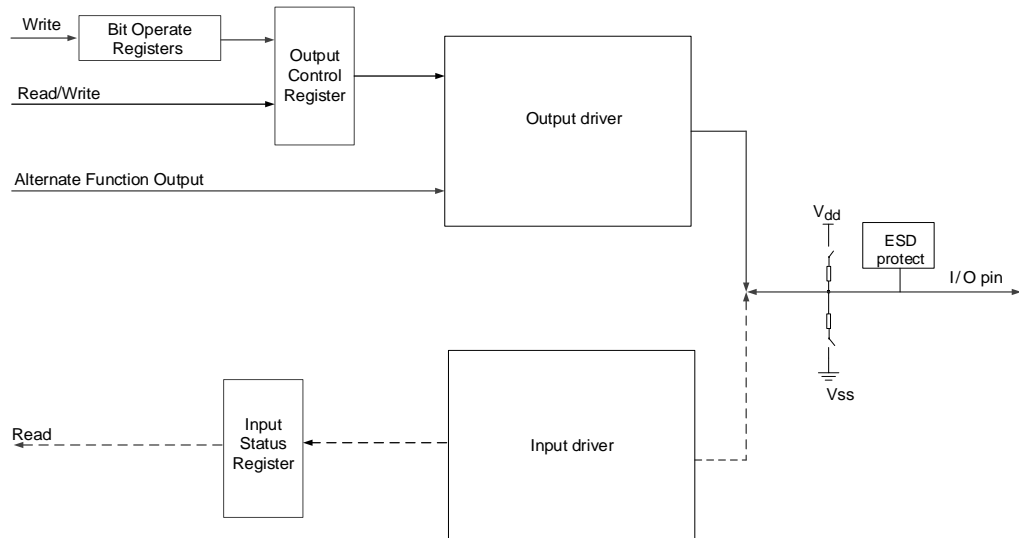 Write
Bit Operate
Registers
Output
Control
Register
Read/Write
Output driver
Alternate Function Output
Vdd
ESD
protect
I/O pin
Vss
Input
Status
Register
Read
Input driver